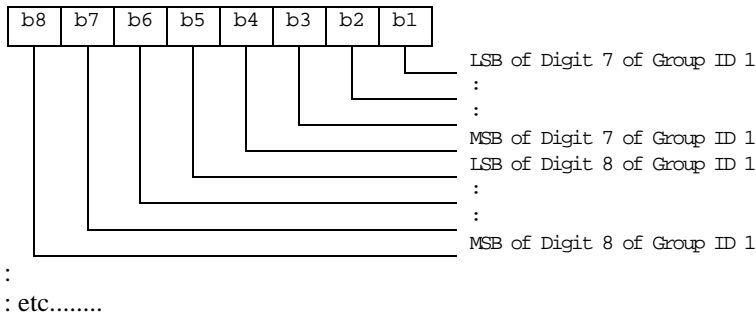 b8 b7 b6 b5 b4 b3 b2 b1
LSB of Digit 7 of Group ID 1
:
:
MSB of Digit 7 of Group ID 1
LSB of Digit 8 of Group ID 1
:
:
MSB of Digit 8 of Group ID 1
:
: etc........